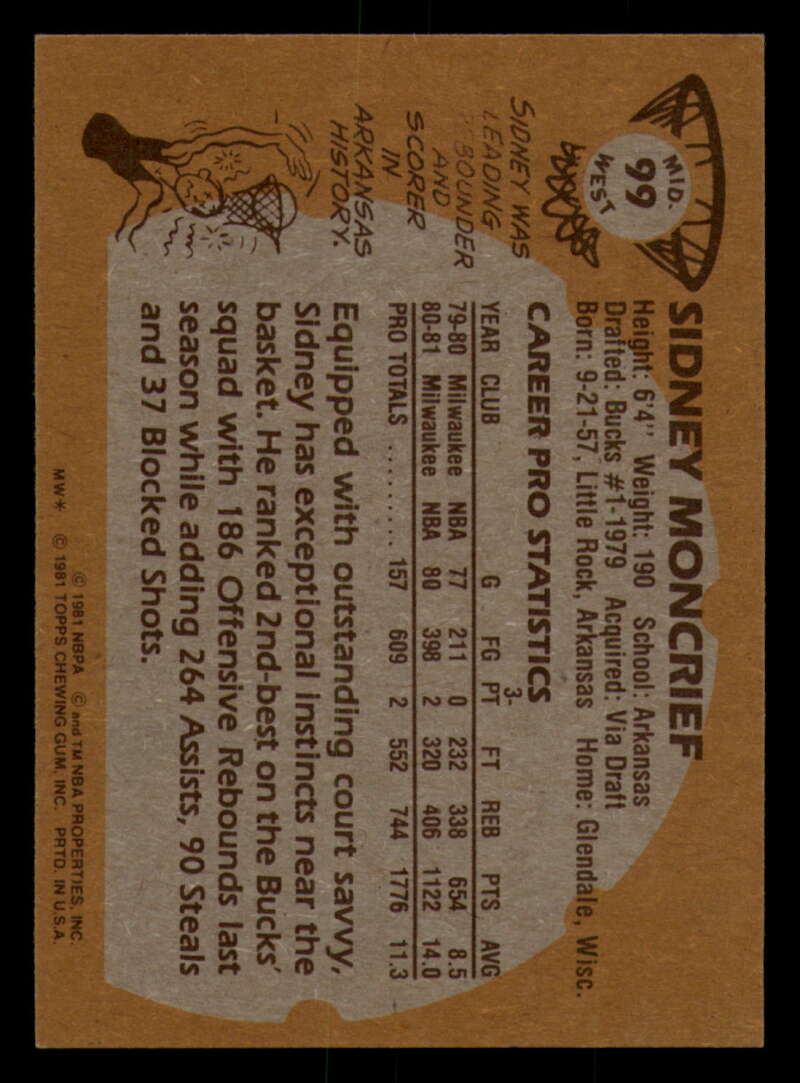 MID-
99
WEST
SIDNEY MONCRIEF
Height: 6'4" Weight: 190 School: Arkansas
Drafted: Bucks #1-1979 Acquired: Via Draft
Born: 9-21-57, Little Rock, Arkansas Home: Glendale, Wisc.
CAREER PRO STATISTICS
3-
YEAR CLUB G FG PT FT REB PTS AVG
79-80 Milwaukee NBA 77 211 0 232 338 654 8.5
80-81 Milwaukee NBA 80 398 2 320 406 1122 14.0
PRO TOTALS ......... 157 609 2 552 744 1776 11.3
SIDNEY WAS
LEADING
REBOUNDER
AND
SCORER
IN
ARKANSAS
HISTORY.
Equipped with outstanding court savvy,
Sidney has exceptional instincts near the
basket. He ranked 2nd-best on the Bucks'
squad with 186 Offensive Rebounds last
season while adding 264 Assists, 90 Steals
and 37 Blocked Shots.
© 1981 NBPA © and TM NBA PROPERTIES, INC.
MW* © 1981 TOPPS CHEWING GUM, INC. PRTD. IN U.S.A.